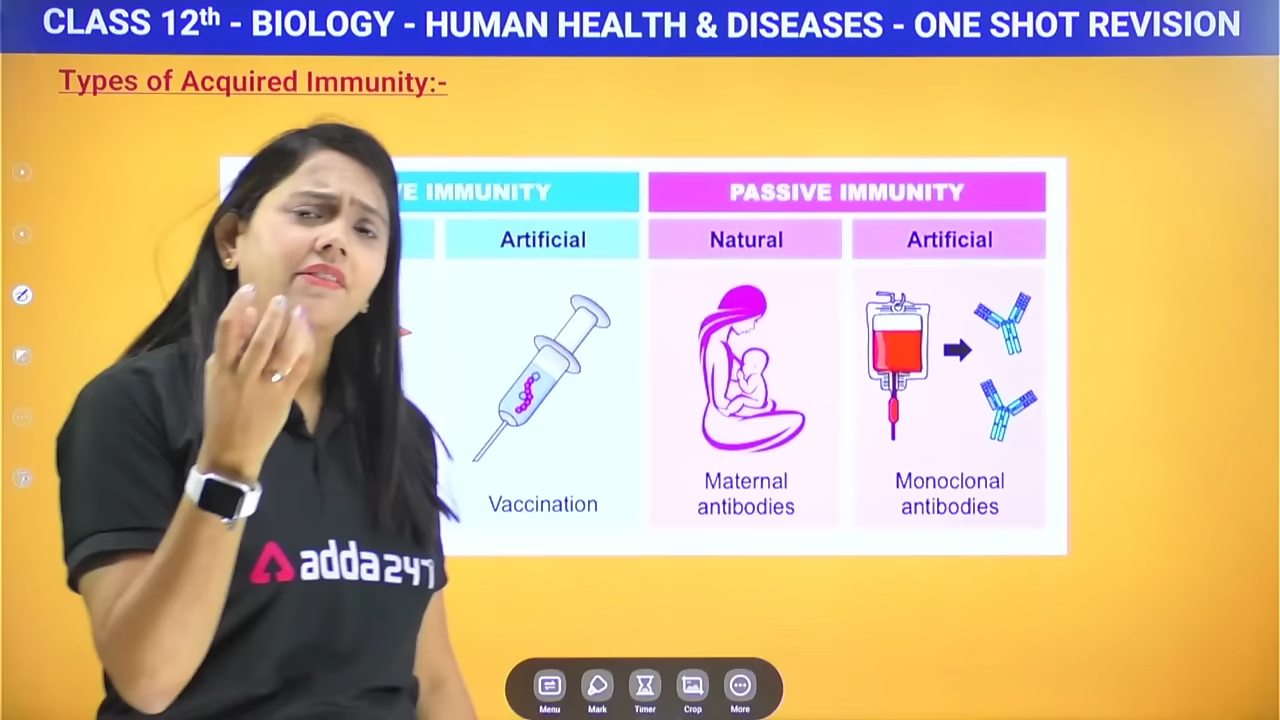 CLASS 12th - BIOLOGY - HUMAN HEALTH & DISEASES - ONE SHOT REVISION
Types of Acquired Immunity:-
IMMUNITY
PASSIVE IMMUNITY
Artificial
Natural
Artificial
Vaccination
Maternal
antibodies
Monoclonal
antibodies
adda247
Menu
Mark
Timer
Crop
More